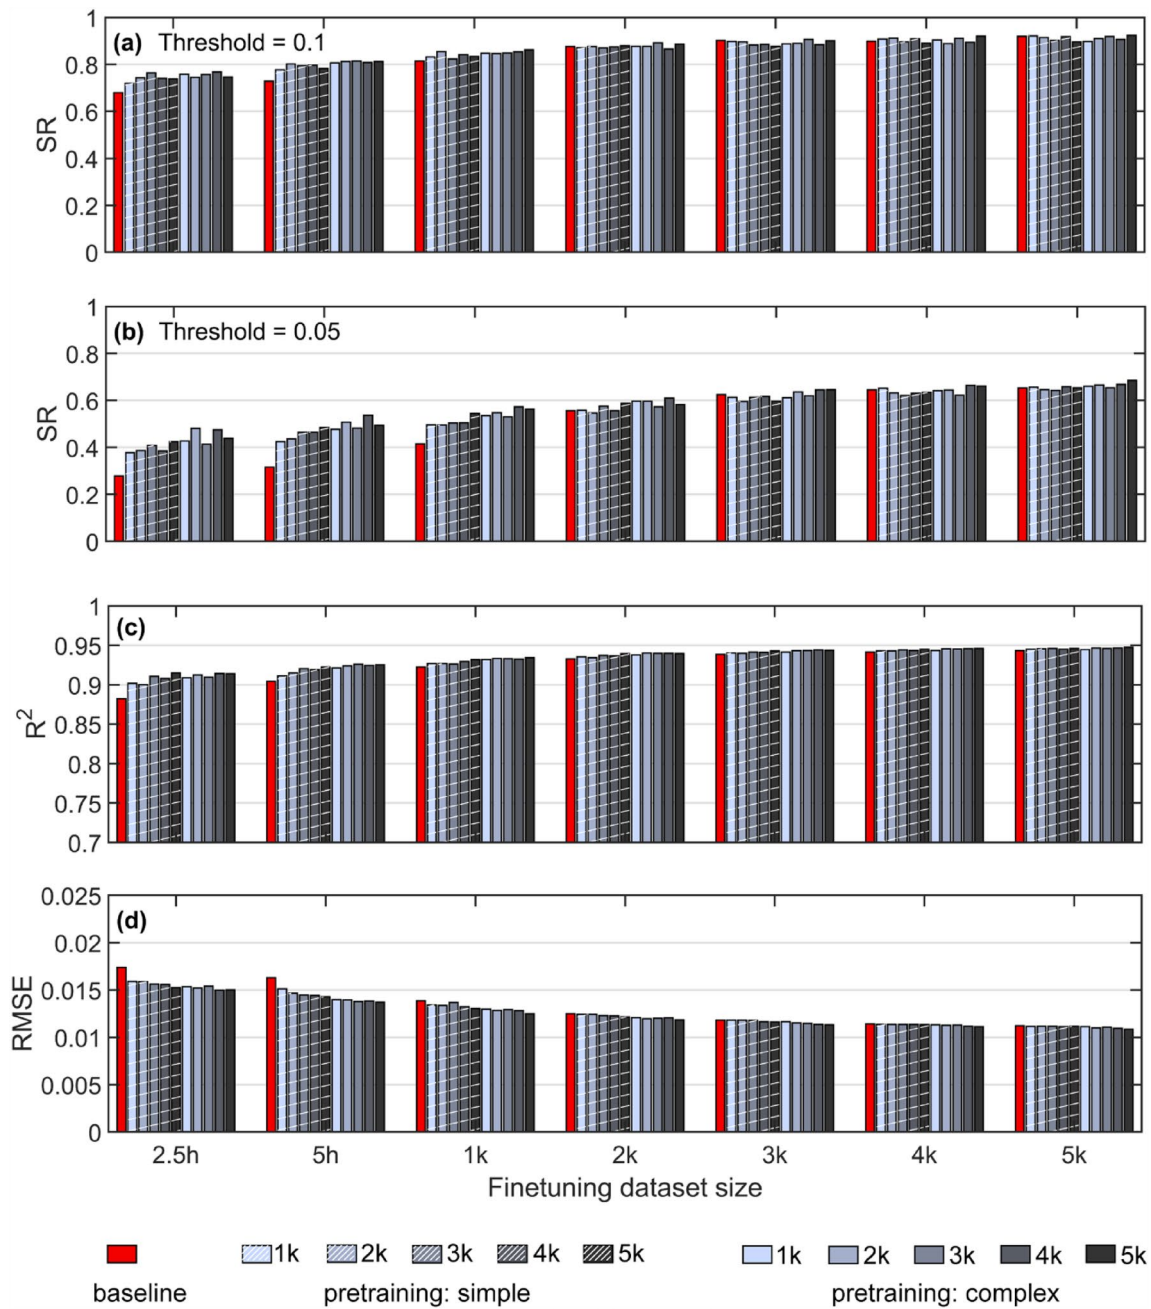 1
(a) Threshold = 0.1
0.8
0.6
SR
0.4
0.2
0
1
(b) Threshold = 0.05
0.8
0.6
SR
0.4
0.2
0
1
(c)
0.95
0.9
R²
0.85
0.8
0.75
0.7
0.025
(d)
0.02
0.015
RMSE
0.01
0.005
0
2.5h 5h 1k 2k 3k 4k 5k
Finetuning dataset size
1k 2k 3k 4k 5k 1k 2k 3k 4k 5k
baseline pretraining: simple pretraining: complex